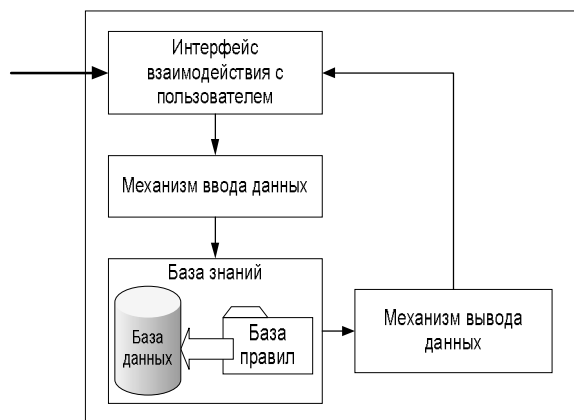 Интерфейс
взаимодействия с
пользователем
Механизм ввода данных
База знаний
База
данных
База
правил
Механизм вывода
данных